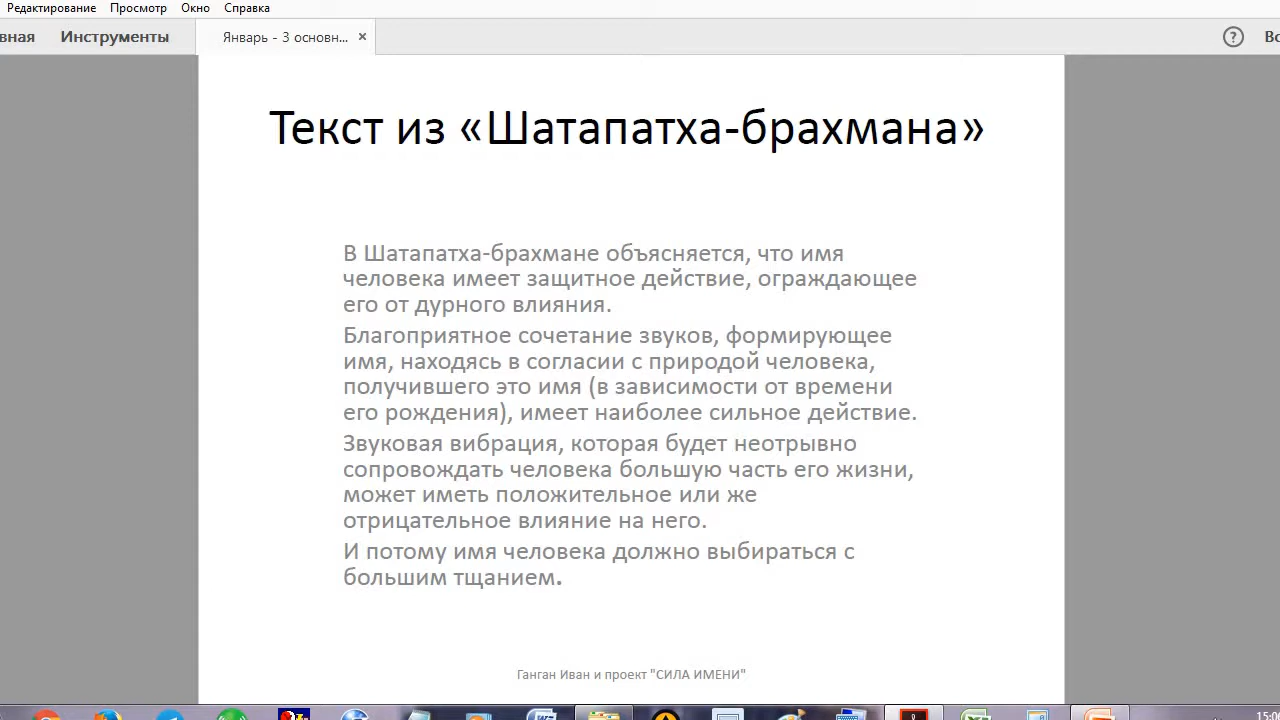 Редактирование Просмотр Окно Справка
Инструменты Январь - 3 основн... × ?
Текст из «Шатапатха-брахмана»
В Шатапатха-брахмане объясняется, что имя
человека имеет защитное действие, ограждающее
его от дурного влияния.
Благоприятное сочетание звуков, формирующее
имя, находясь в согласии с природой человека,
получившего это имя (в зависимости от времени
его рождения), имеет наиболее сильное действие.
Звуковая вибрация, которая будет неотрывно
сопровождать человека большую часть его жизни,
может иметь положительное или же
отрицательное влияние на него.
И потому имя человека должно выбираться с
большим тщанием.
Ганган Иван и проект "СИЛА ИМЕНИ"